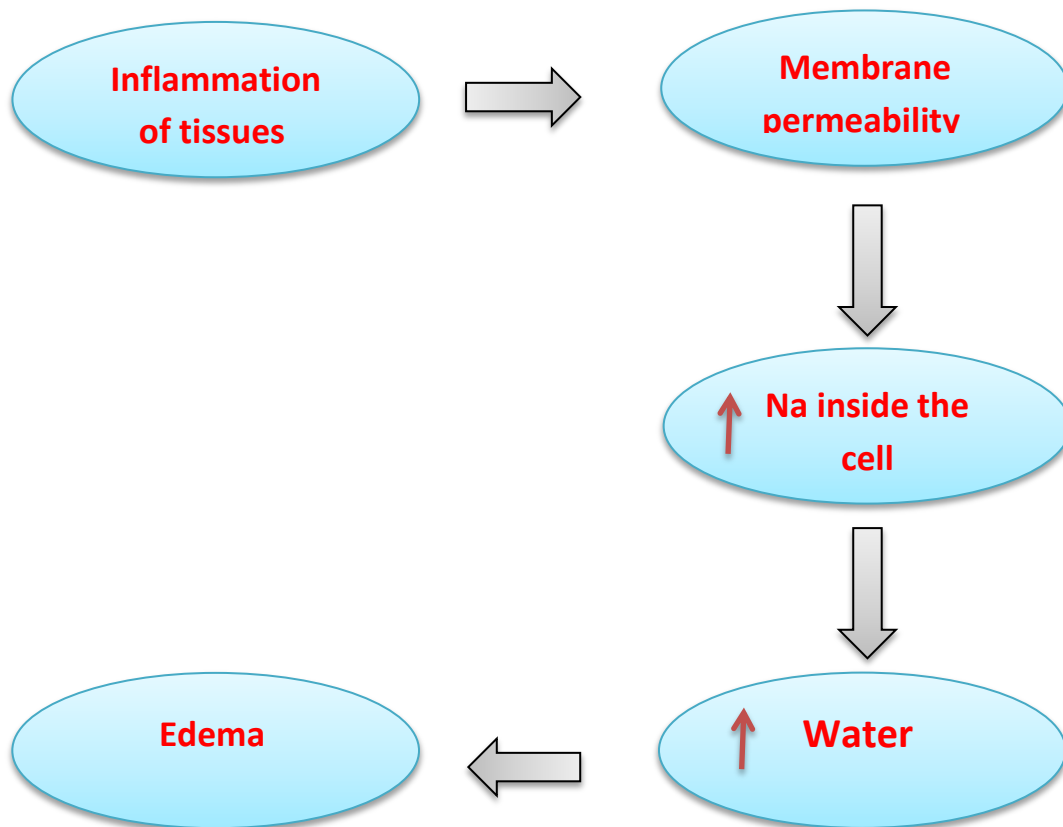 Inflammation
of tissues
Membrane
permeability
Na inside the
cell
Water
Edema